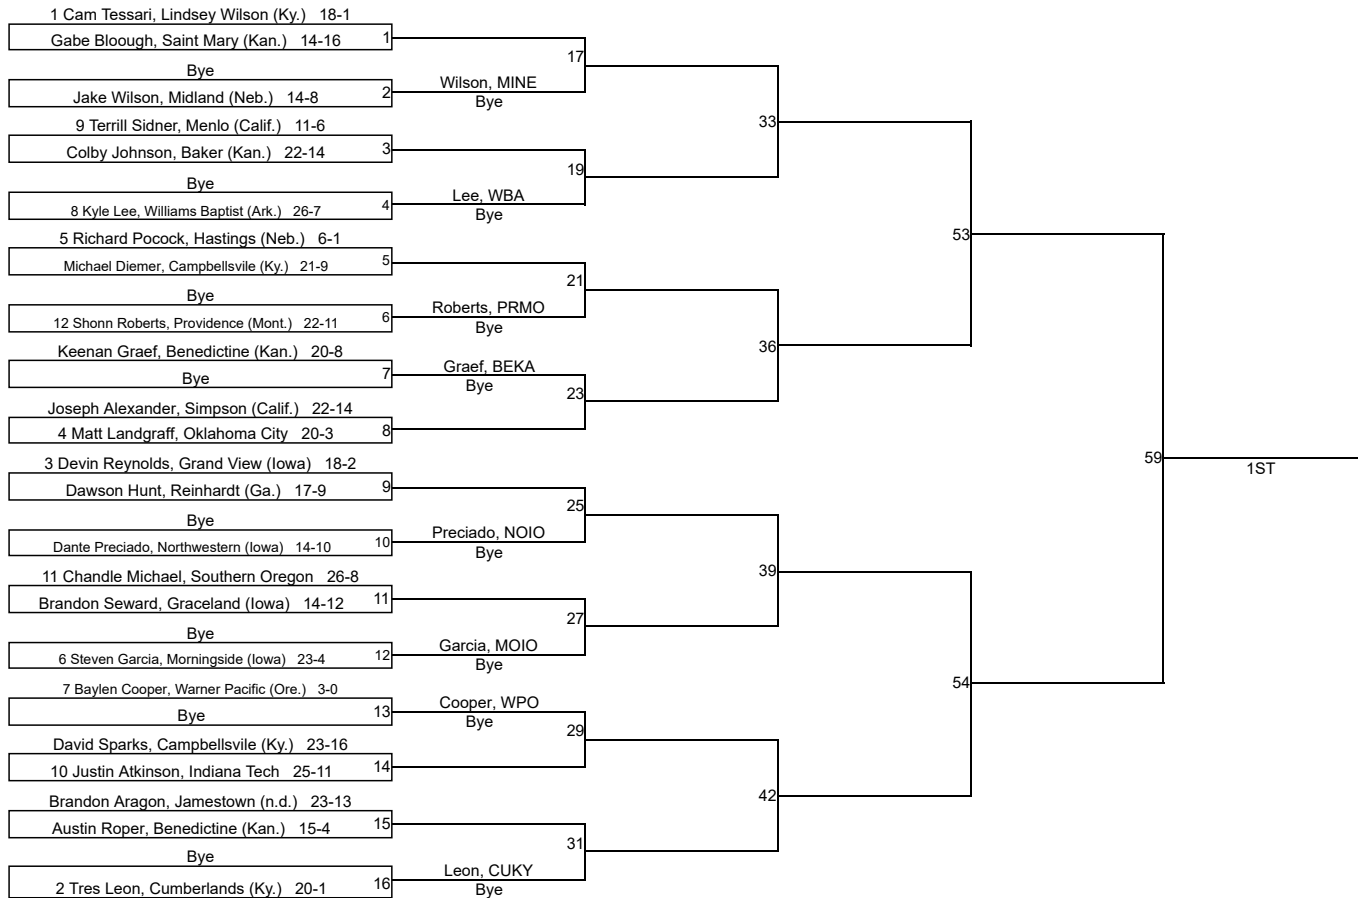 1 Cam Tessari, Lindsey Wilson (Ky.) 18-1
Gabe Bloough, Saint Mary (Kan.) 14-16
1
17
Bye
Jake Wilson, Midland (Neb.) 14-8
2
Wilson, MINE
Bye
33
9 Terrill Sidner, Menlo (Calif.) 11-6
Colby Johnson, Baker (Kan.) 22-14
3
19
Bye
8 Kyle Lee, Williams Baptist (Ark.) 26-7
4
Lee, WBA
Bye
53
5 Richard Pocock, Hastings (Neb.) 6-1
Michael Diemer, Campbellsvile (Ky.) 21-9
5
21
Bye
12 Shonn Roberts, Providence (Mont.) 22-11
6
Roberts, PRMO
Bye
36
Keenan Graef, Benedictine (Kan.) 20-8
Bye
7
Graef, BEKA
Bye
23
Joseph Alexander, Simpson (Calif.) 22-14
4 Matt Landgraff, Oklahoma City 20-3
8
59
1ST
3 Devin Reynolds, Grand View (Iowa) 18-2
Dawson Hunt, Reinhardt (Ga.) 17-9
9
25
Bye
Dante Preciado, Northwestern (Iowa) 14-10
10
Preciado, NOIO
Bye
39
11 Chandle Michael, Southern Oregon 26-8
Brandon Seward, Graceland (Iowa) 14-12
11
27
Bye
6 Steven Garcia, Morningside (Iowa) 23-4
12
Garcia, MOIO
Bye
54
7 Baylen Cooper, Warner Pacific (Ore.) 3-0
Bye
13
Cooper, WPO
Bye
29
David Sparks, Campbellsvile (Ky.) 23-16
10 Justin Atkinson, Indiana Tech 25-11
14
42
Brandon Aragon, Jamestown (n.d.) 23-13
Austin Roper, Benedictine (Kan.) 15-4
15
31
Bye
2 Tres Leon, Cumberlands (Ky.) 20-1
16
Leon, CUKY
Bye